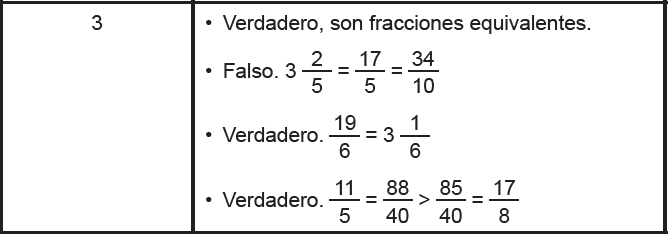 3
• Verdadero, son fracciones equivalentes.
• Falso. 3 2/5 = 17/5 = 34/10
• Verdadero. 19/6 = 3 1/6
• Verdadero. 11/5 = 88/40 > 85/40 = 17/8